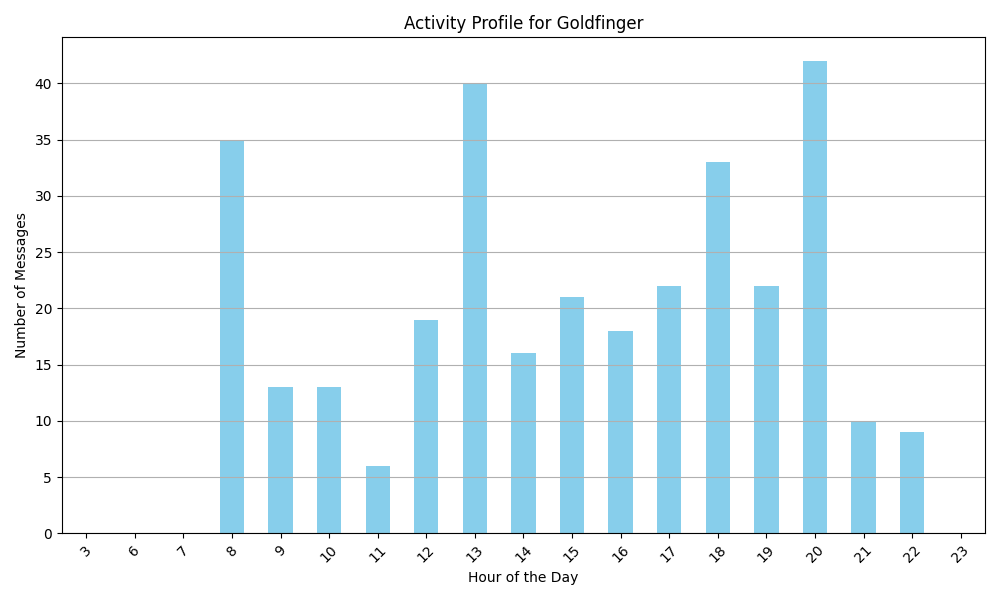 Activity Profile for Goldfinger
Number of Messages
40
35
30
25
20
15
10
5
0
3 6 7 8 9 10 11 12 13 14 15 16 17 18 19 20 21 22 23
Hour of the Day